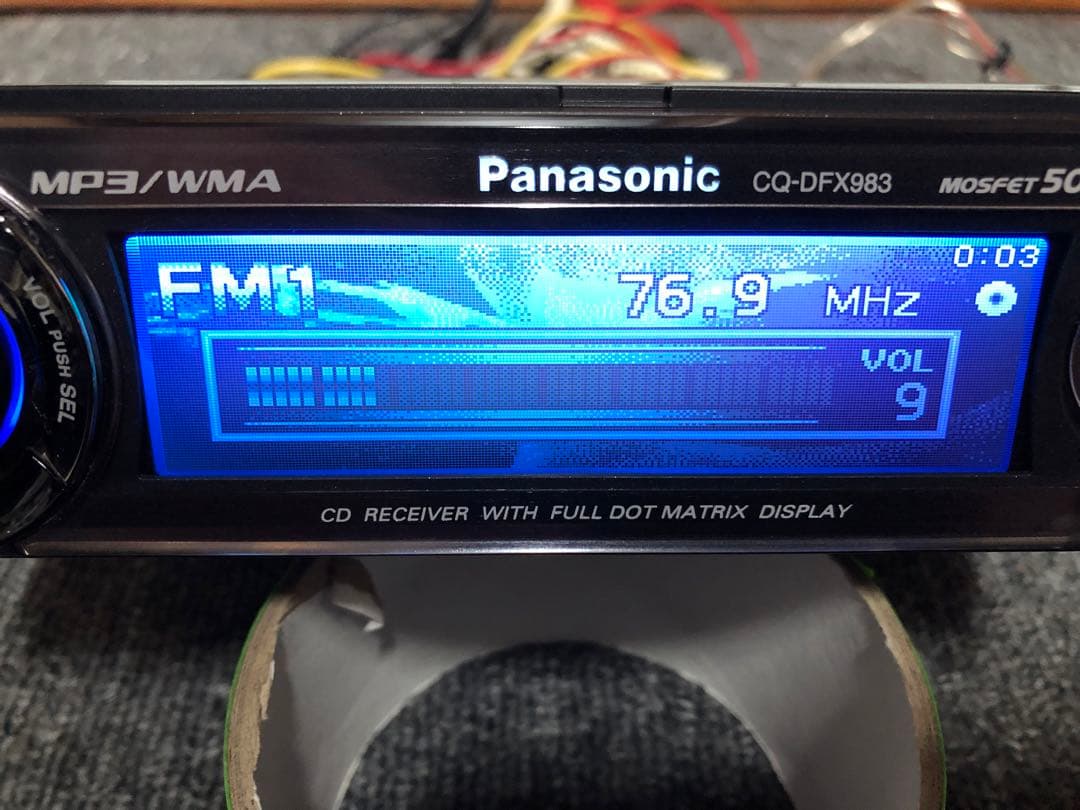 MP3/WMA
Panasonic CQ-DFX983 MOSFET 50
VOL PUSH SEL
0:03
FM1 76.9 MHz
VOL
9
CD RECEIVER WITH FULL DOT MATRIX DISPLAY